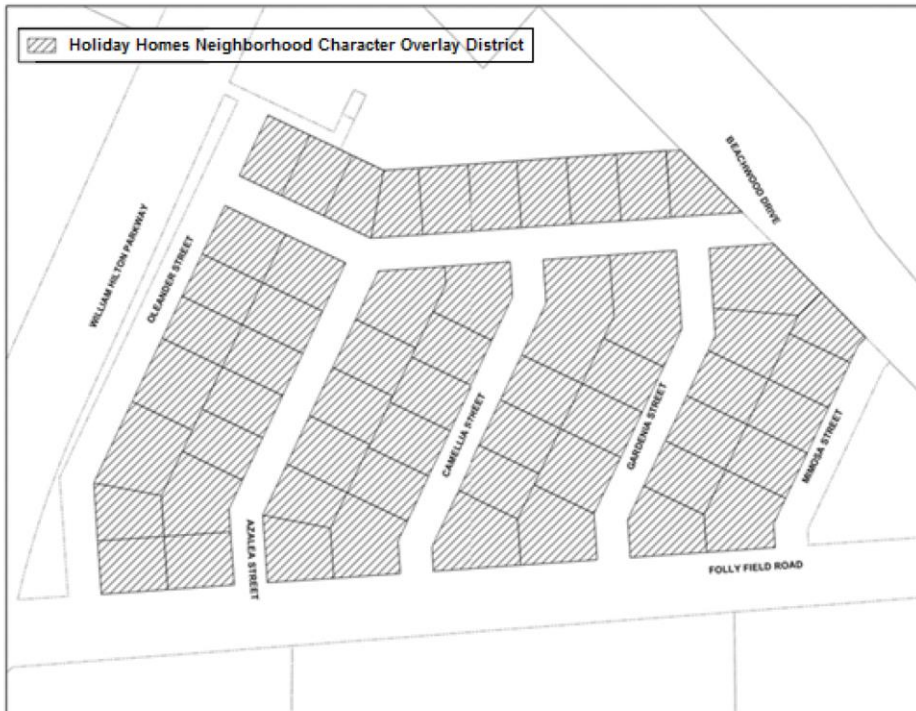 Holiday Homes Neighborhood Character Overlay District
BEACHWOOD DRIVE
WILLIAM HILTON PARKWAY
OLEANDER STREET
CAMELLIA STREET
GARDENIA STREET
MIMOSA STREET
AZALEA STREET
FOLLY FIELD ROAD